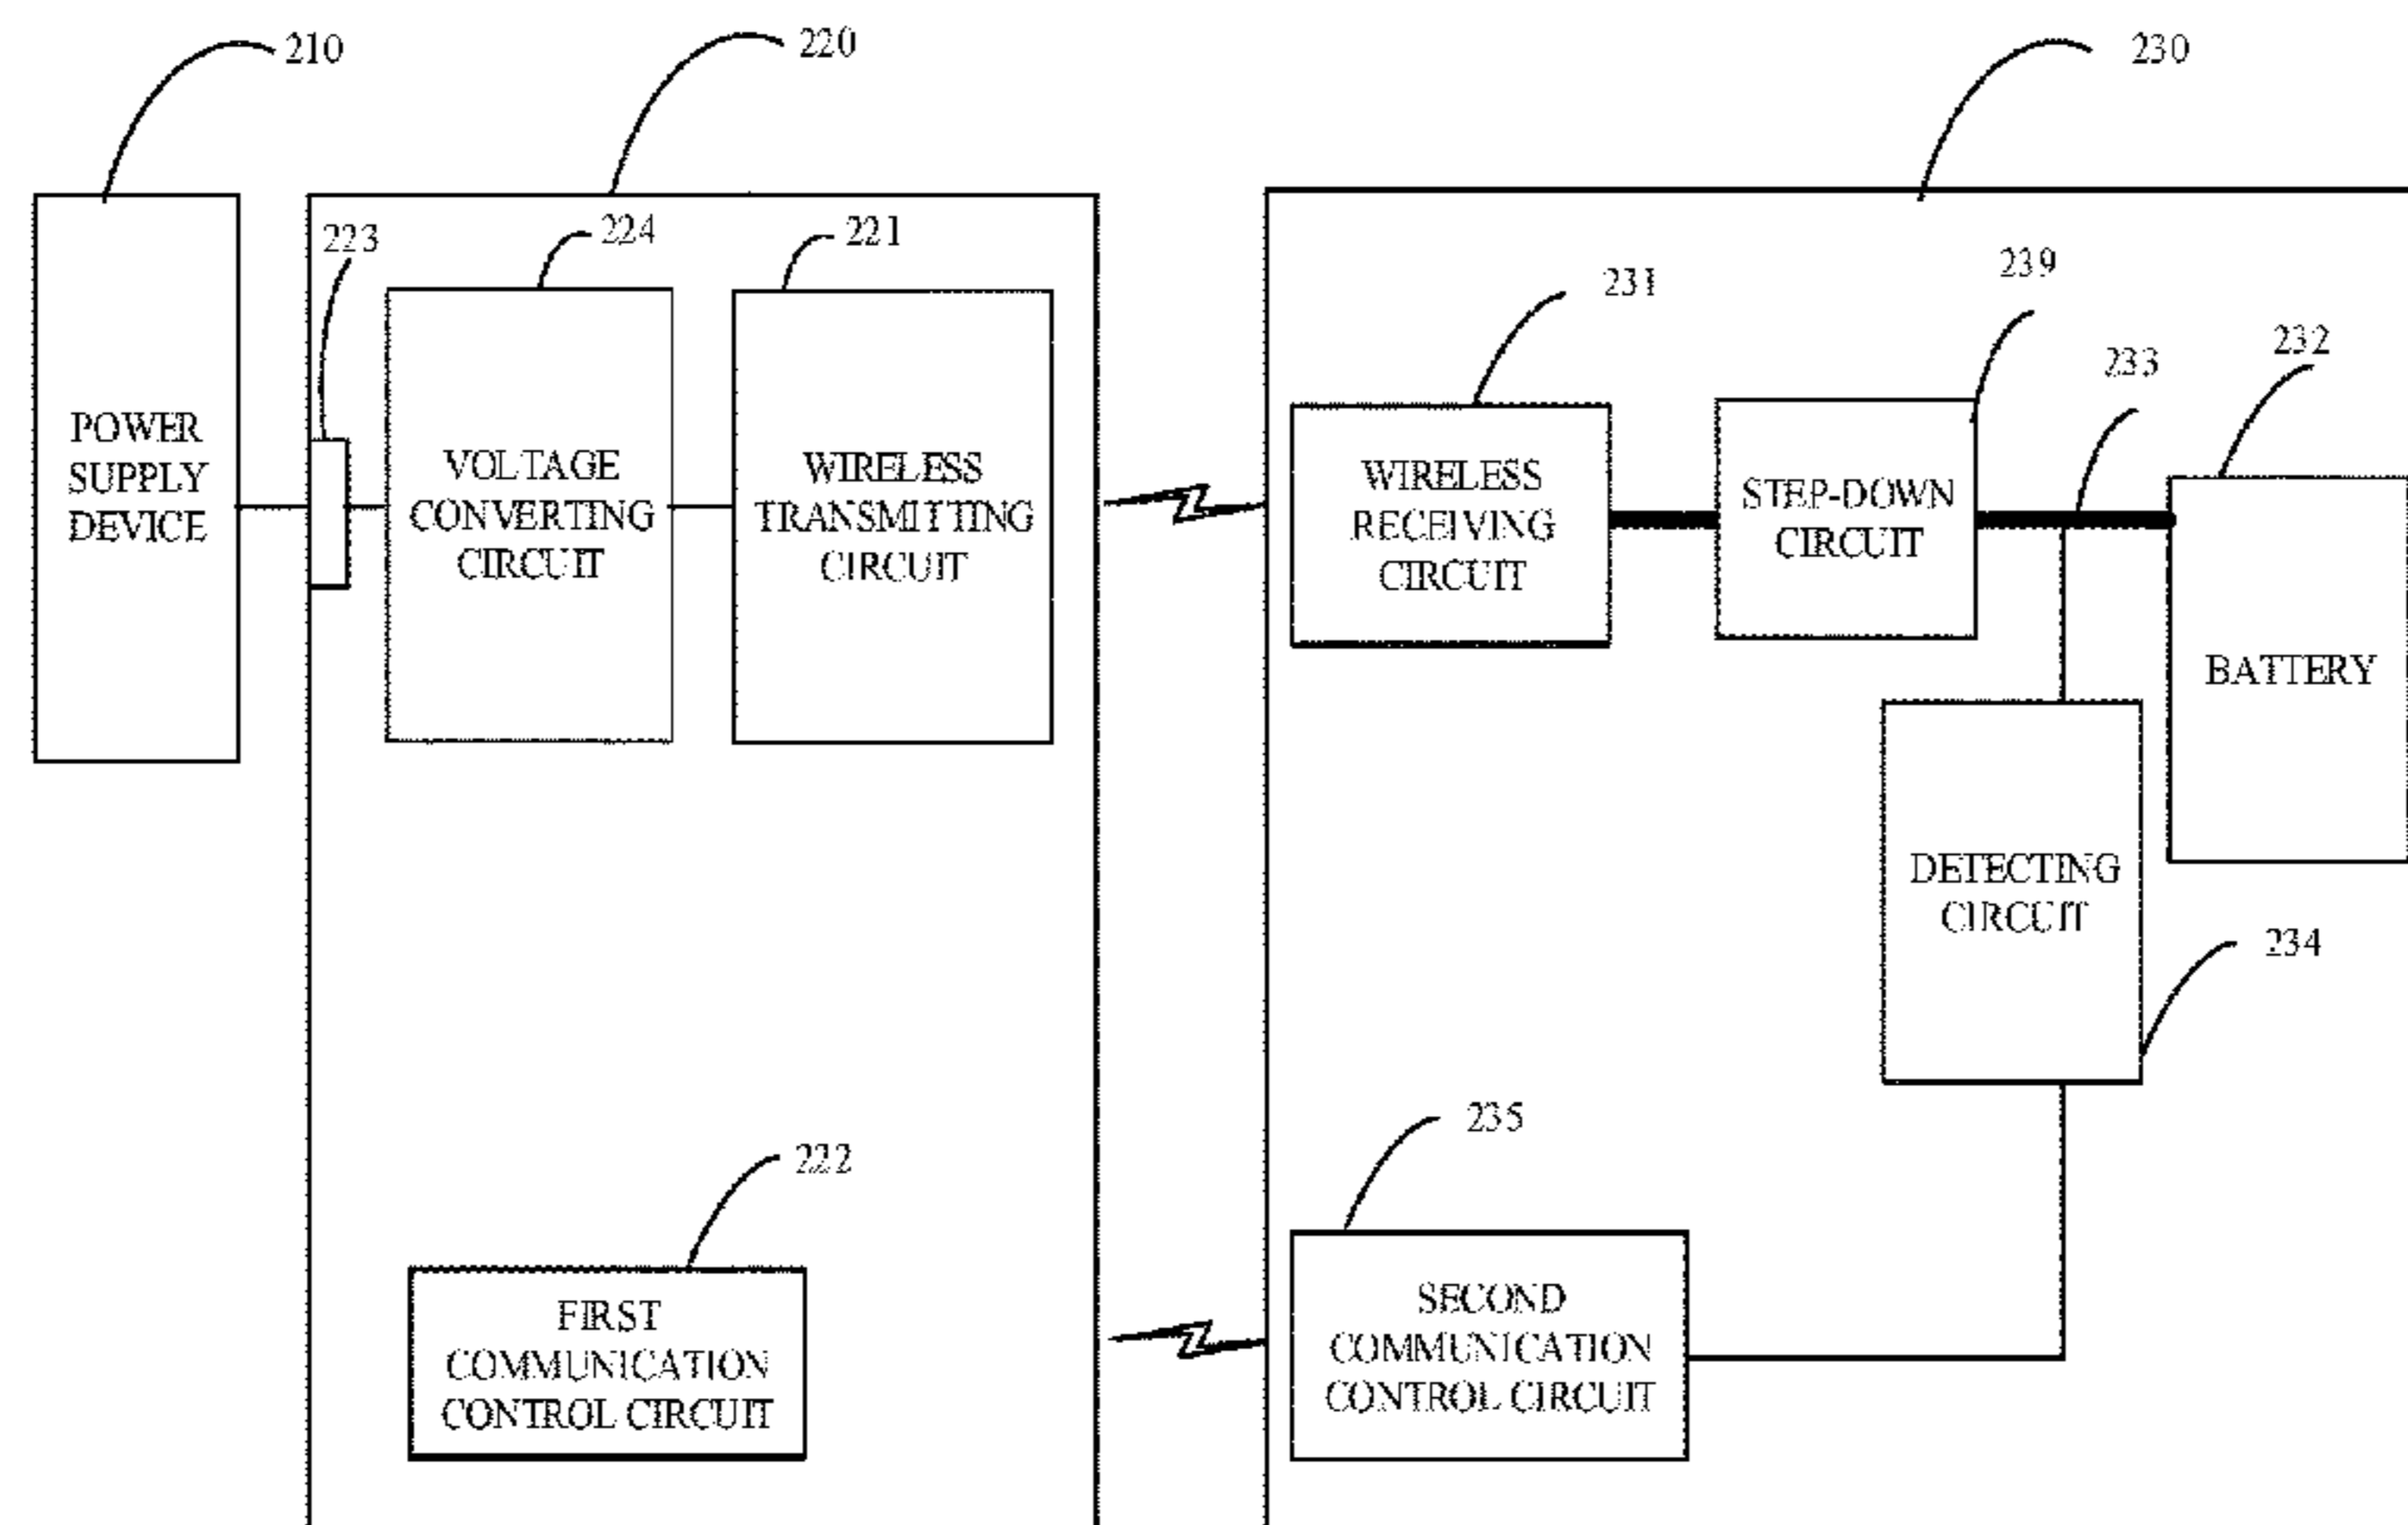 210
220
230
223
224
221
231
239
233
232
POWER
SUPPLY
DEVICE
VOLTAGE
CONVERTING
CIRCUIT
WIRELESS
TRANSMITTING
CIRCUIT
WIRELESS
RECEIVING
CIRCUIT
STEP-DOWN
CIRCUIT
BATTERY
DETECTING
CIRCUIT
234
222
235
FIRST
COMMUNICATION
CONTROL CIRCUIT
SECOND
COMMUNICATION
CONTROL CIRCUIT